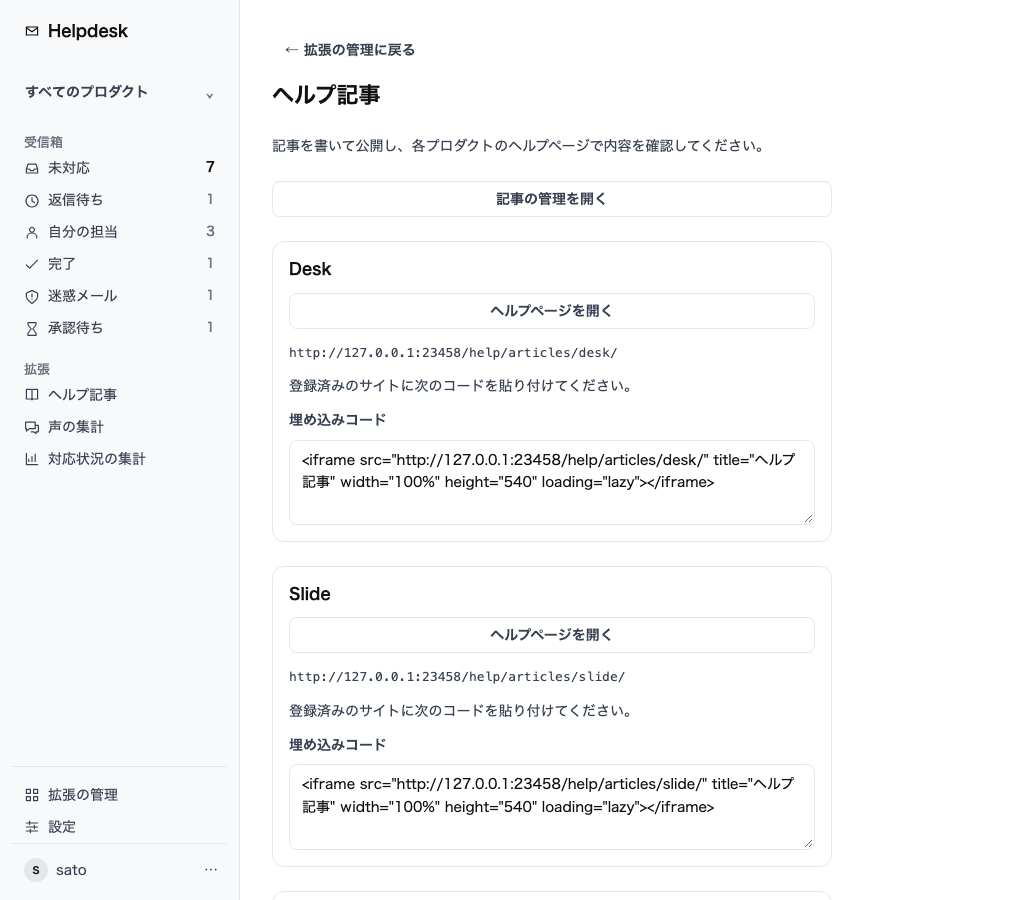 Helpdesk
すべてのプロダクト
受信箱
未対応 7
返信待ち 1
自分の担当 3
完了 1
迷惑メール 1
承認待ち 1
拡張
ヘルプ記事
声の集計
対応状況の集計
拡張の管理
設定
S sato ...
← 拡張の管理に戻る
ヘルプ記事
記事を書いて公開し、各プロダクトのヘルプページで内容を確認してください。
記事の管理を開く
Desk
ヘルプページを開く
http://127.0.0.1:23458/help/articles/desk/
登録済みのサイトに次のコードを貼り付けてください。
埋め込みコード
<iframe src="http://127.0.0.1:23458/help/articles/desk/" title="ヘルプ
記事" width="100%" height="540" loading="lazy"></iframe>
Slide
ヘルプページを開く
http://127.0.0.1:23458/help/articles/slide/
登録済みのサイトに次のコードを貼り付けてください。
埋め込みコード
<iframe src="http://127.0.0.1:23458/help/articles/slide/" title="ヘルプ
記事" width="100%" height="540" loading="lazy"></iframe>